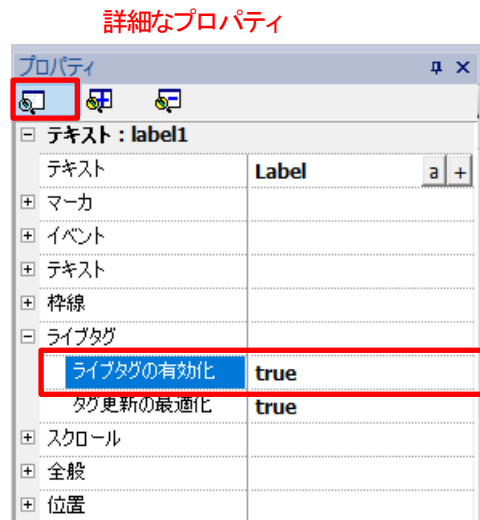 詳細なプロパティ
プロパティ
テキスト : label1
テキスト Label a +
マーカ
イベント
テキスト
枠線
ライブタグ
ライブタグの有効化 true
タグ更新の最適化 true
スクロール
全般
位置